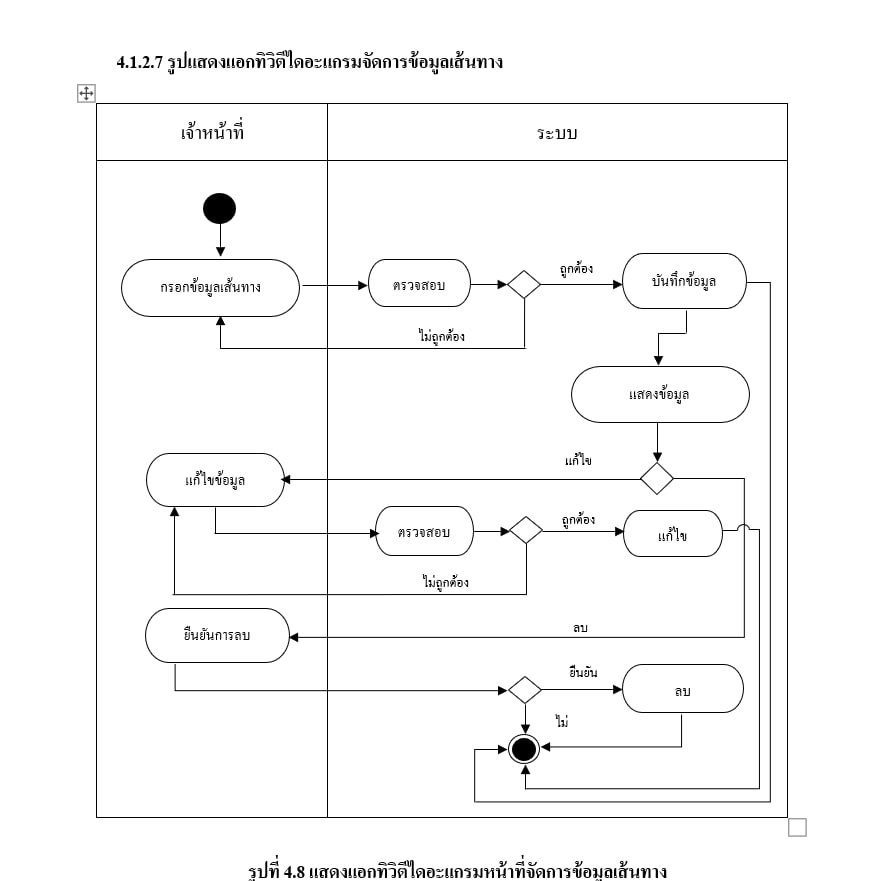 4.1.2.7 รูปแสดงแอกทิวิตีไดอะแกรมจัดการข้อมูลเส้นทาง
เจ้าหน้าที่
ระบบ
กรอกข้อมูลเส้นทาง
ตรวจสอบ
ถูกต้อง
บันทึกข้อมูล
ไม่ถูกต้อง
แสดงข้อมูล
แก้ไข
แก้ไขข้อมูล
ตรวจสอบ
ถูกต้อง
แก้ไข
ไม่ถูกต้อง
ยืนยันการลบ
ลบ
ยืนยัน
ลบ
ไม่
รูปที่ 4.8 แสดงแอกทิวิตีไดอะแกรมหน้าที่จัดการข้อมูลเส้นทาง